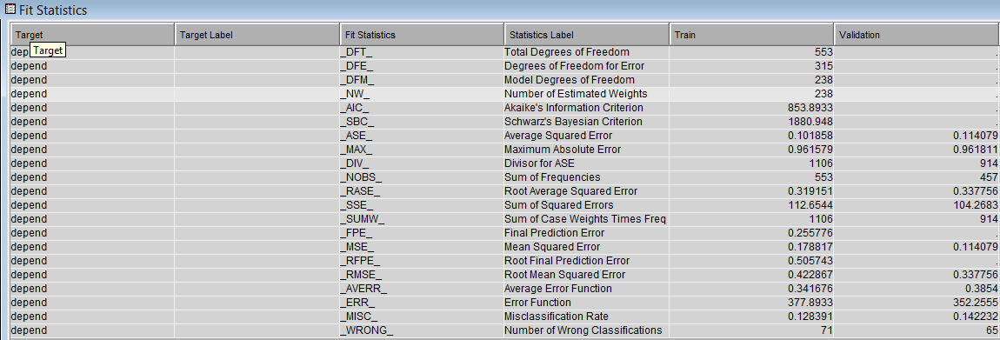 Fit Statistics
Target Target Label Fit Statistics Statistics Label Train Validation
Target
dep _DFT_ Total Degrees of Freedom 553 .
depend _DFE_ Degrees of Freedom for Error 315 .
depend _DFM_ Model Degrees of Freedom 238 .
depend _NW_ Number of Estimated Weights 238 .
depend _AIC_ Akaike's Information Criterion 853.8933 .
depend _SBC_ Schwarz's Bayesian Criterion 1880.948 .
depend _ASE_ Average Squared Error 0.101858 0.114079
depend _MAX_ Maximum Absolute Error 0.961579 0.961811
depend _DIV_ Divisor for ASE 1106 914
depend _NOBS_ Sum of Frequencies 553 457
depend _RASE_ Root Average Squared Error 0.319151 0.337756
depend _SSE_ Sum of Squared Errors 112.6544 104.2683
depend _SUMW_ Sum of Case Weights Times Freq 1106 914
depend _FPE_ Final Prediction Error 0.255776 .
depend _MSE_ Mean Squared Error 0.178817 0.114079
depend _RFPE_ Root Final Prediction Error 0.505743 .
depend _RMSE_ Root Mean Squared Error 0.422867 0.337756
depend _AVERR_ Average Error Function 0.341676 0.3854
depend _ERR_ Error Function 377.8933 352.2555
depend _MISC_ Misclassification Rate 0.128391 0.142232
depend _WRONG_ Number of Wrong Classifications 71 65